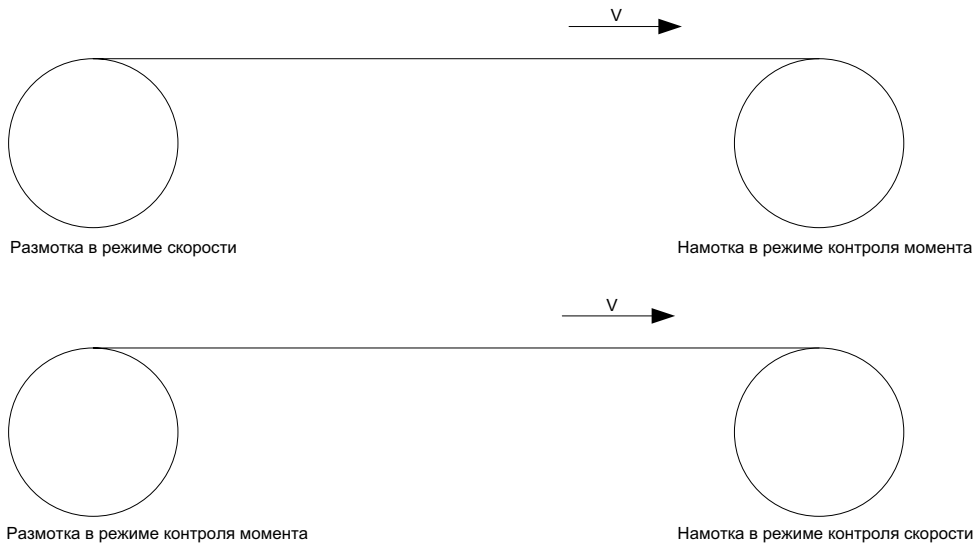 V
Размотка в режиме скорости
Намотка в режиме контроля момента
V
Размотка в режиме контроля момента
Намотка в режиме контроля скорости